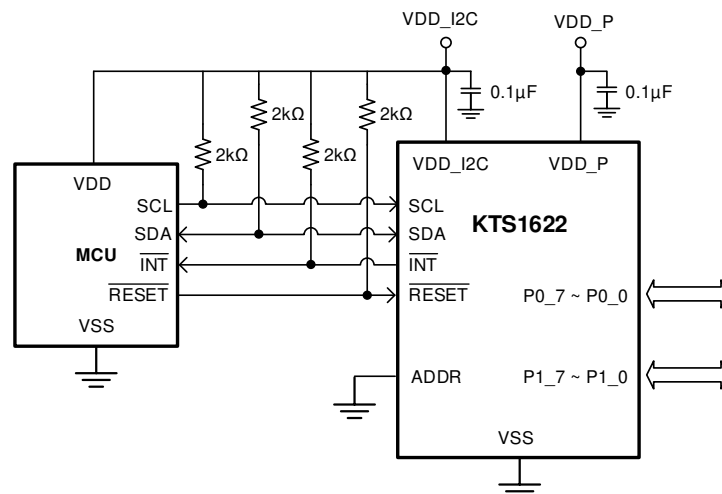 VDD_I2C
VDD_P
0.1µF
0.1µF
2kΩ
2kΩ
2kΩ
2kΩ
VDD
VDD_I2C
VDD_P
SCL
SCL
KTS1622
SDA
SDA
MCU
INT
INT
RESET
RESET
P0_7 ~ P0_0
VSS
ADDR
P1_7 ~ P1_0
VSS